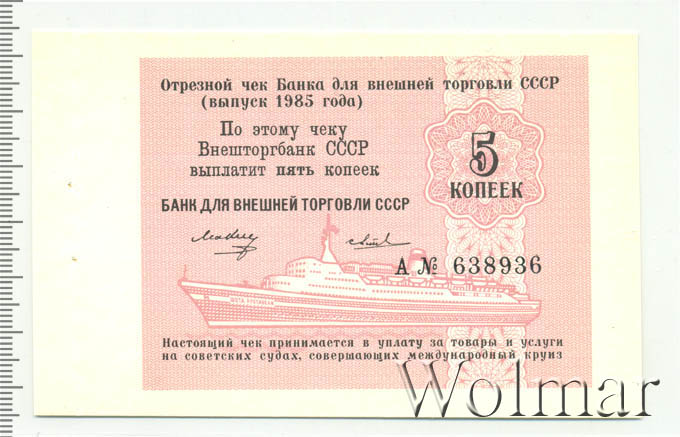 Отрезной чек Банка для внешней торговли СССР
(выпуск 1985 года)
По этому чеку
Внешторгбанк СССР
выплатит пять копеек
5
КОПЕЕК
БАНК ДЛЯ ВНЕШНЕЙ ТОРГОВЛИ СССР
А № 638936
ШОТА РУСТАВЕЛИ
Настоящий чек принимается в уплату за товары и услуги
на советских судах, совершающих международный круиз
Wolmar